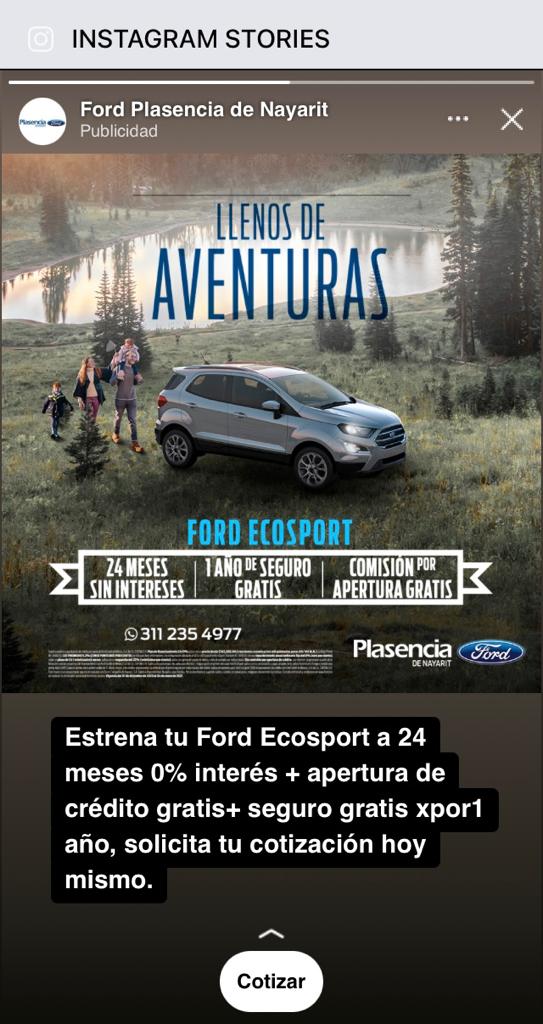 INSTAGRAM STORIES
Ford Plasencia de Nayarit
Publicidad
LLENOS DE
AVENTURAS
FORD ECOSPORT
24 MESES
SIN INTERESES
1 AÑO DE SEGURO
GRATIS
COMISIÓN POR
APERTURA GRATIS
311 235 4977
Plasencia
DE NAYARIT
Ford
Estrena tu Ford Ecosport a 24
meses 0% interés + apertura de
crédito gratis+ seguro gratis xpor1
año, solicita tu cotización hoy
mismo.
Cotizar